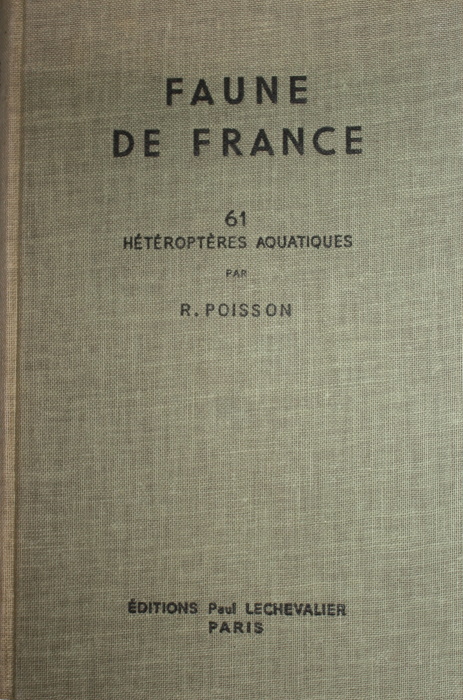 FAUNE
DE FRANCE
61
HÉTÉROPTÈRES AQUATIQUES
PAR
R. POISSON
ÉDITIONS Paul LECHEVALIER
PARIS